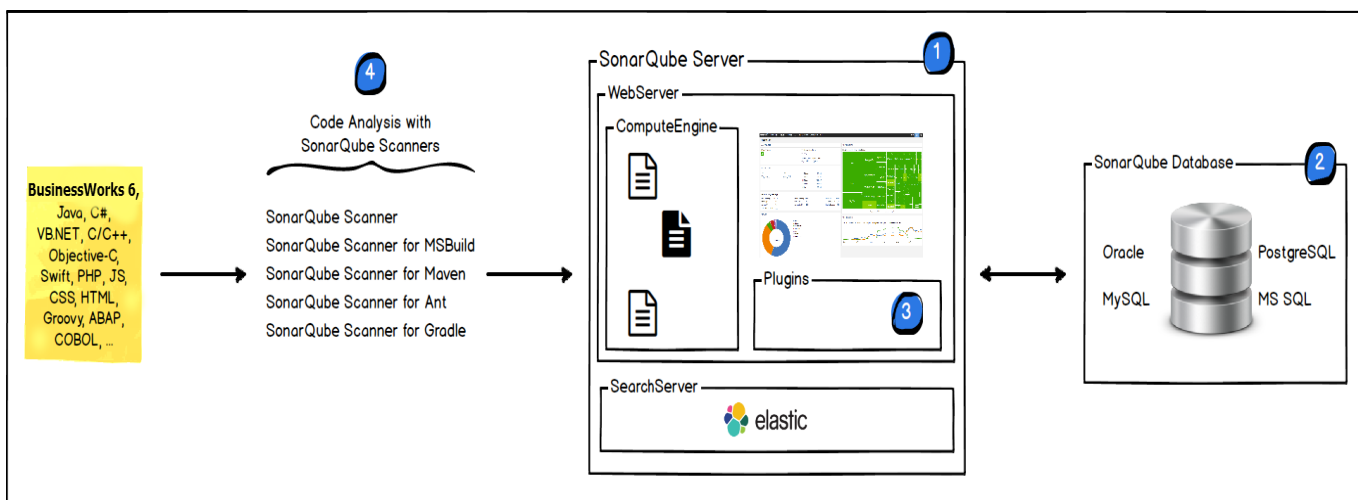 BusinessWorks 6,
Java, C#,
VB.NET, C/C++,
Objective-C,
Swift, PHP, JS,
CSS, HTML,
Groovy, ABAP,
COBOL, ...
4
Code Analysis with
SonarQube Scanners
SonarQube Scanner
SonarQube Scanner for MSBuild
SonarQube Scanner for Maven
SonarQube Scanner for Ant
SonarQube Scanner for Gradle
1
SonarQube Server
WebServer
ComputeEngine
Plugins
3
SearchServer
elastic
2
SonarQube Database
Oracle
PostgreSQL
MySQL
MS SQL